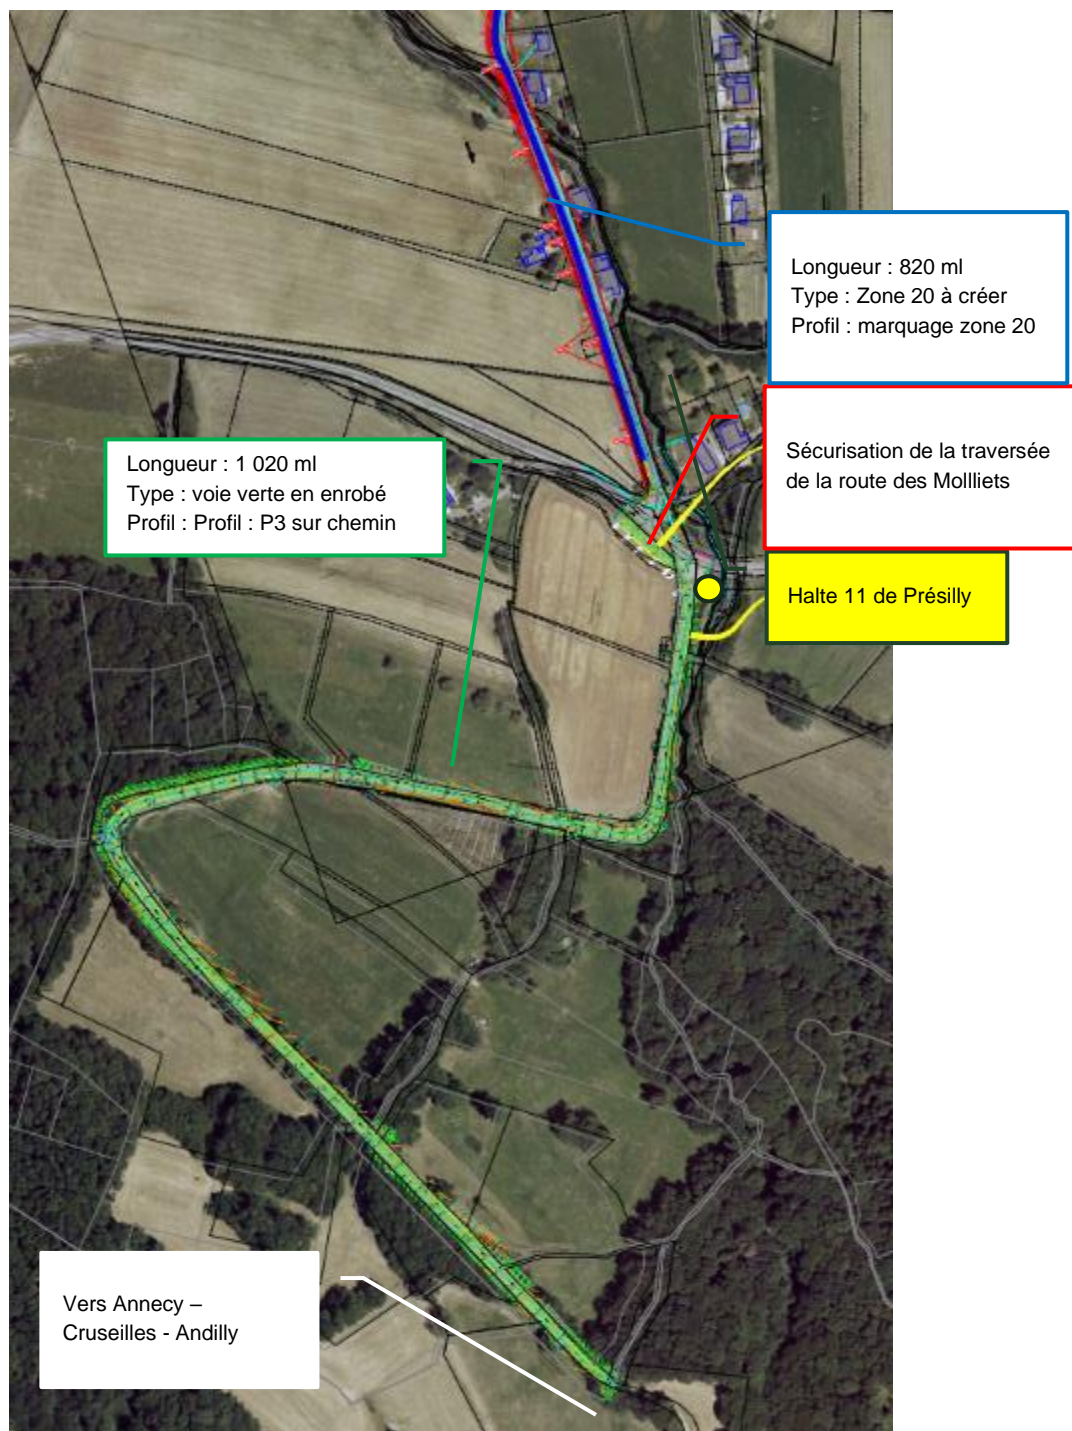 Longueur : 820 ml
Type : Zone 20 à créer
Profil : marquage zone 20
Sécurisation de la traversée
de la route des Mollliets
Longueur : 1 020 ml
Type : voie verte en enrobé
Profil : Profil : P3 sur chemin
Halte 11 de Présilly
Vers Annecy –
Cruseilles - Andilly